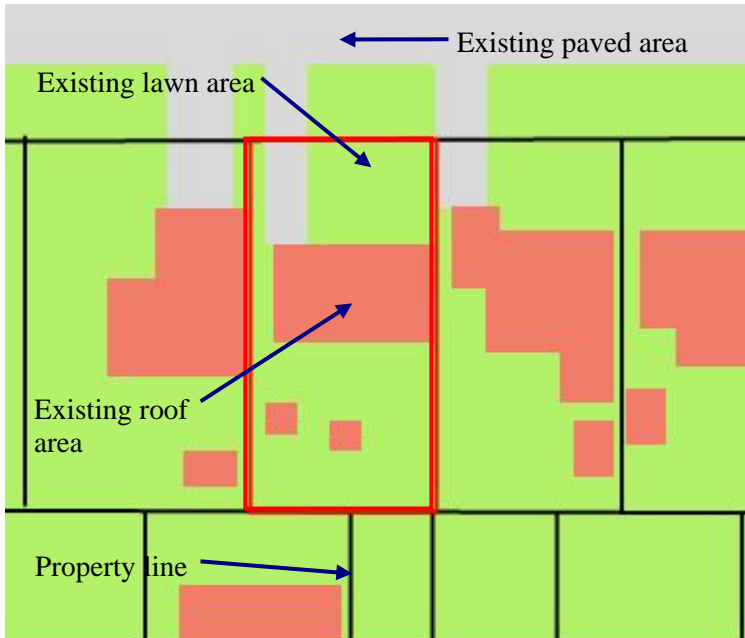 Existing paved area
Existing lawn area
Existing roof
area
Property line